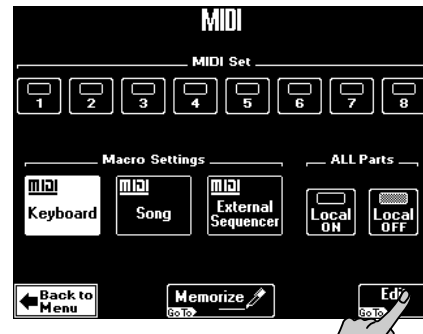 MIDI
MIDI Set
1 2 3 4 5 6 7 8
Macro Settings
ALL Parts
MIDI
Keyboard
MIDI
Song
MIDI
External
Sequencer
Local
ON
Local
OFF
Back to
Menu
Memorize
Go To
Edit
Go To